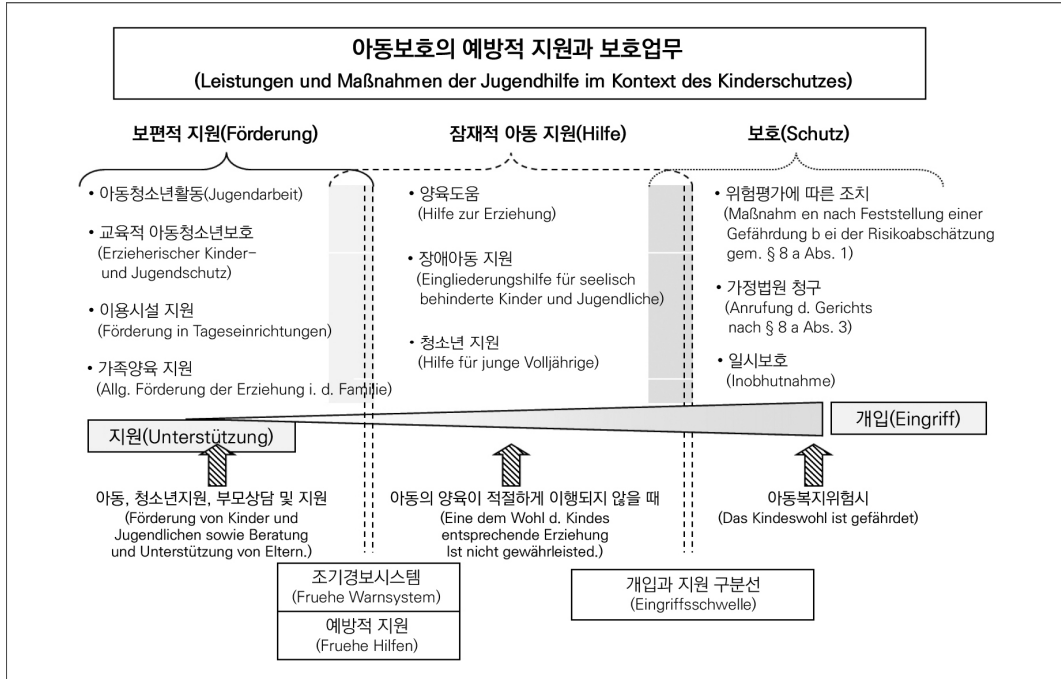 아동보호의 예방적 지원과 보호업무
(Leistungen und Maßnahmen der Jugendhilfe im Kontext des Kinderschutzes)
보편적 지원(Förderung)
• 아동청소년활동(Jugendarbeit)
• 교육적 아동청소년보호
(Erzieherischer Kinder–
und Jugendschutz)
• 이용시설 지원
(Förderung in Tageseinrichtungen)
• 가족양육 지원
(Allg. Förderung der Erziehung i. d. Familie)
잠재적 아동 지원(Hilfe)
• 양육도움
(Hilfe zur Erziehung)
• 장애아동 지원
(Eingliederungshilfe für seelisch
behinderte Kinder und Jugendliche)
• 청소년 지원
(Hilfe für junge Volljährige)
보호(Schutz)
• 위험평가에 따른 조치
(Maßnahm en nach Feststellung einer
Gefährdung b ei der Risikoabschätzung
gem. § 8 a Abs. 1)
• 가정법원 청구
(Anrufung d. Gerichts
nach § 8 a Abs. 3)
• 일시보호
(Inobhutnahme)
지원(Unterstützung)
개입(Eingriff)
아동, 청소년지원, 부모상담 및 지원
(Förderung von Kinder und
Jugendlichen sowie Beratung
und Unterstützung von Eltern.)
아동의 양육이 적절하게 이행되지 않을 때
(Eine dem Wohl d. Kindes
entsprechende Erziehung
Ist nicht gewährleisted.)
아동복지위험시
(Das Kindeswohl ist gefährdet)
조기경보시스템
(Fruehe Warnsystem)
예방적 지원
(Fruehe Hilfen)
개입과 지원 구분선
(Eingriffsschwelle)